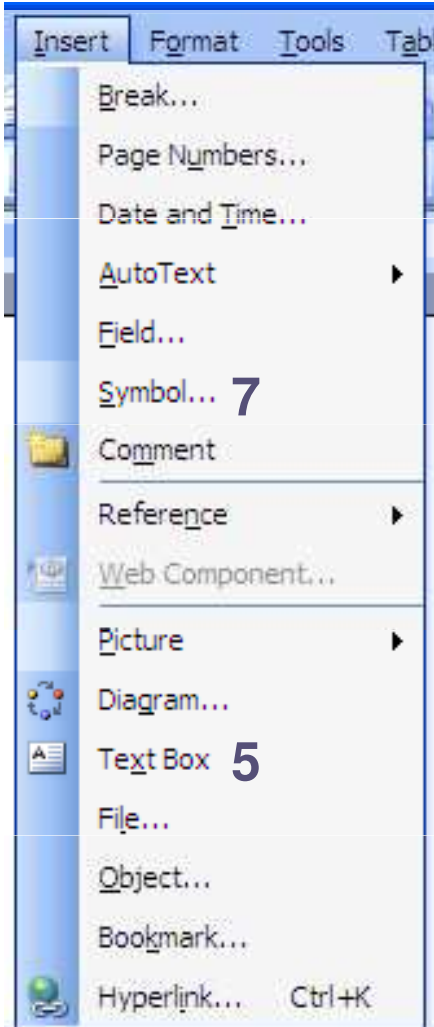 Insert Format Tools Tab
Break...
Page Numbers...
Date and Time...
AutoText
Field...
Symbol... 7
Comment
Reference
Web Component...
Picture
Diagram...
Text Box 5
File...
Object...
Bookmark...
Hyperlink... Ctrl+K